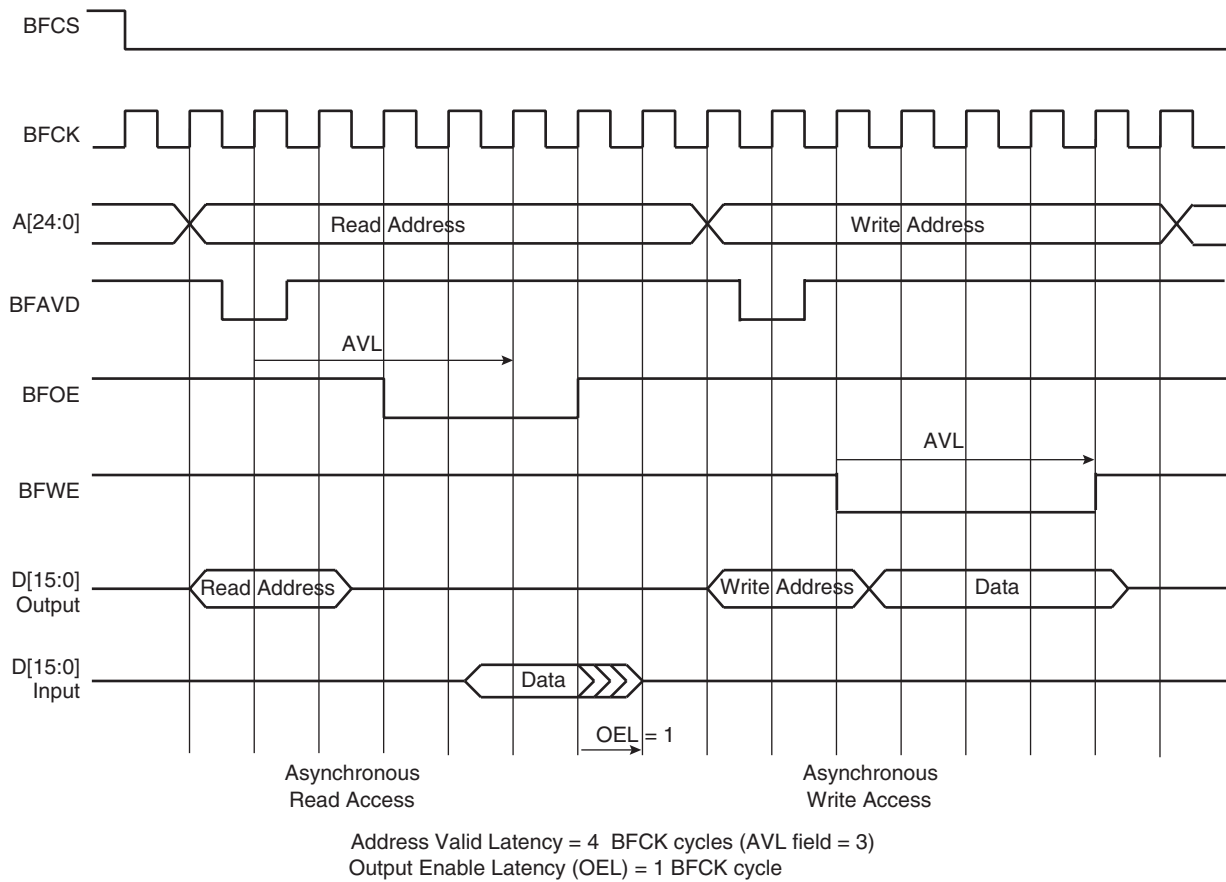 BFCS
BFCK
A[24:0]
Read Address
Write Address
BFAVD
AVL
BFOE
AVL
BFWE
D[15:0]
Output
Read Address
Write Address
Data
D[15:0]
Input
Data
OEL = 1
Asynchronous
Read Access
Asynchronous
Write Access
Address Valid Latency = 4 BFCK cycles (AVL field = 3)
Output Enable Latency (OEL) = 1 BFCK cycle